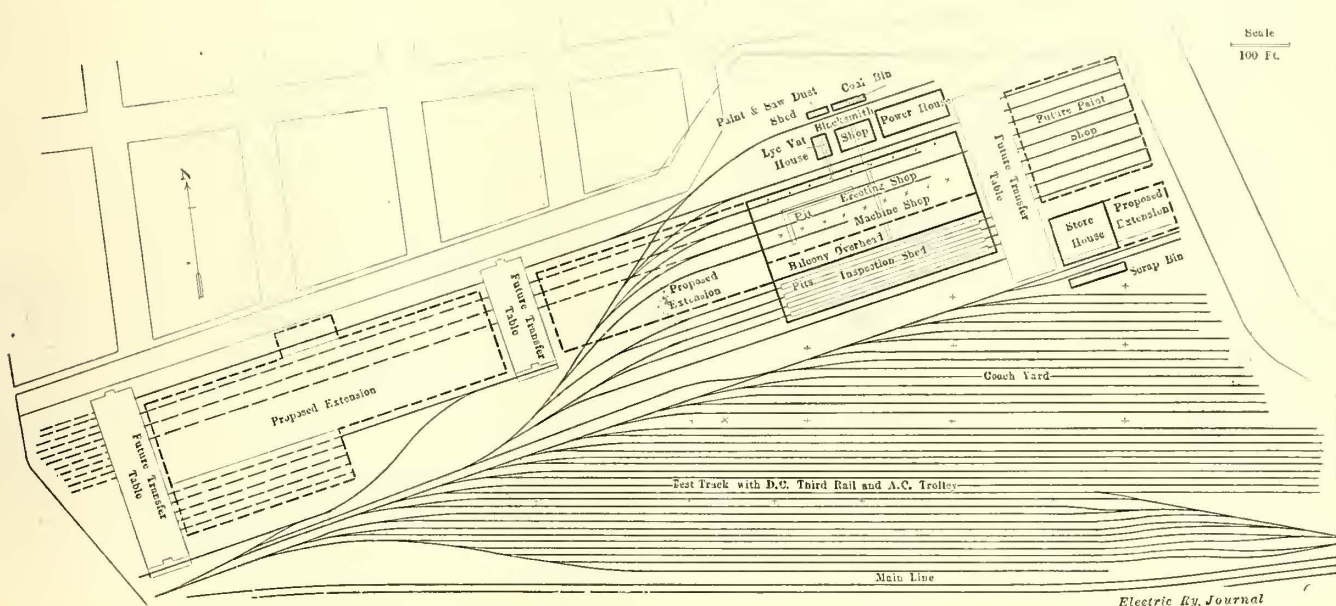 Scale
100 Ft.
N
Paint & Saw Dust
Shed
Coal Bin
Lye Vat
House
Blacksmith
Shop
Power House
Future Transfer
Table
Future Paint
Shop
Pit
Erecting Shop
Machine Shop
Balcony Overhead
Pits
Inspection Shed
Store
House
Proposed
Extension
Scrap Bin
Proposed
Extension
Future Transfer
Table
Proposed Extension
Future Transfer
Table
Coach Yard
Test Track with D.C. Third Rail and A.C. Trolley
Main Line
Electric Ry. Journal